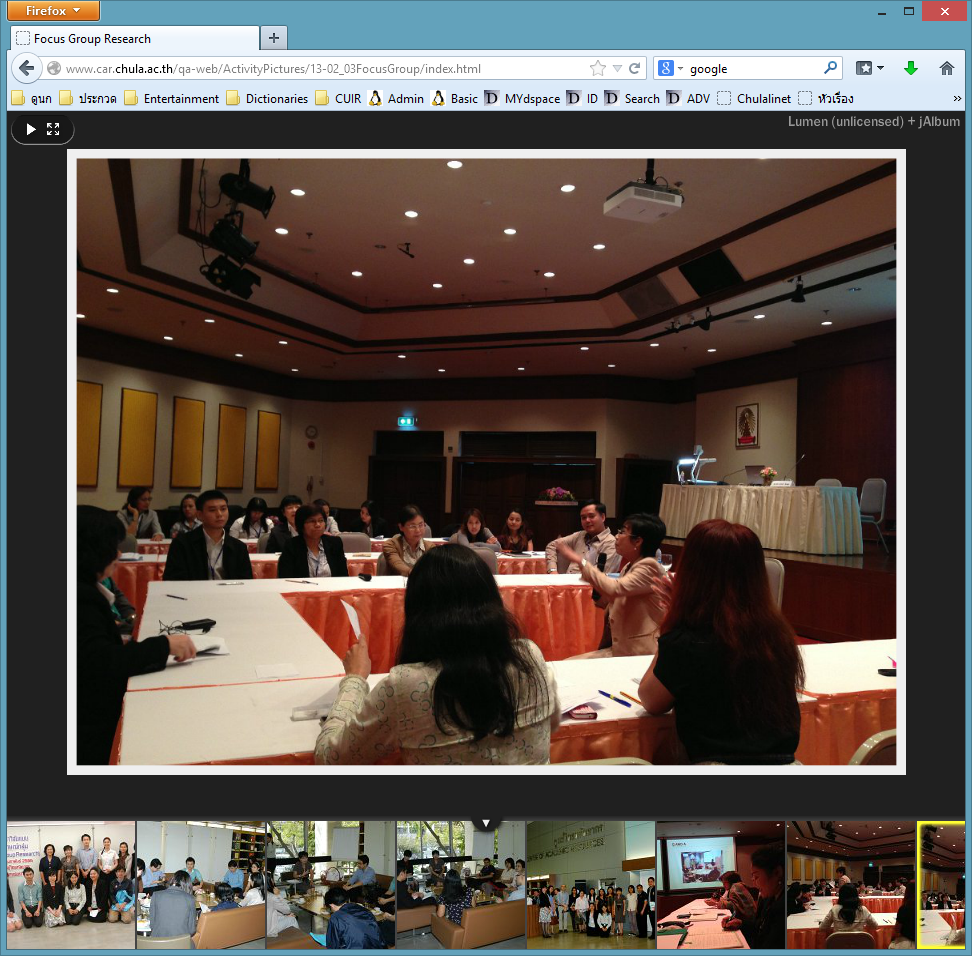 Firefox
Focus Group Research
www.car.chula.ac.th/qa-web/ActivityPictures/13-02_03FocusGroup/index.html
google
ดูนก
ประกวด
Entertainment
Dictionaries
CUIR
Admin
Basic
MYdspace
ID
Search
ADV
Chulalinet
หัวเรื่อง
Lumen (unlicensed) + jAlbum